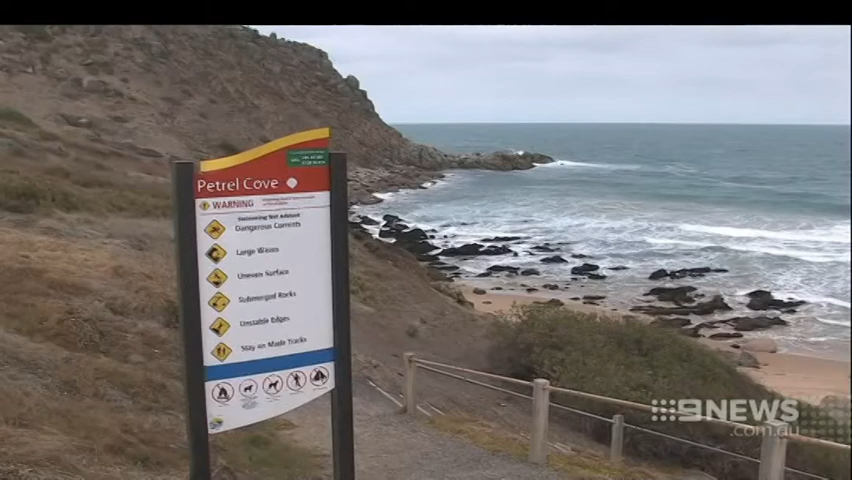 Petrel Cove
WARNING
Swimming Not Advised
Dangerous Currents
Large Waves
Uneven Surface
Submerged Rocks
Unstable Edges
Stay on Made Tracks
9NEWS
.com.au